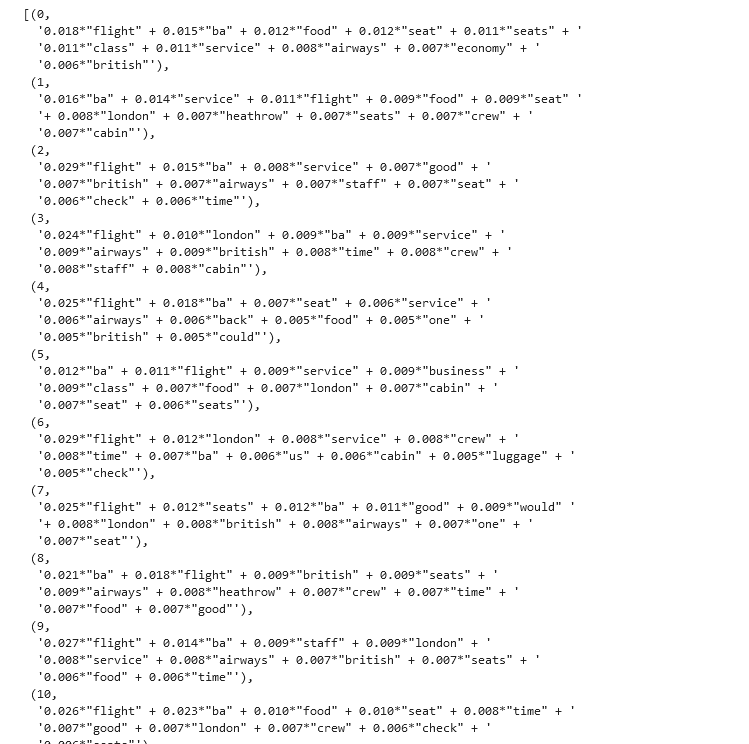 [(0,
'0.018*"flight" + 0.015*"ba" + 0.012*"food" + 0.012*"seat" + 0.011*"seats" + '
'0.011*"class" + 0.011*"service" + 0.008*"airways" + 0.007*"economy" + '
'0.006*"british"'),
(1,
'0.016*"ba" + 0.014*"service" + 0.011*"flight" + 0.009*"food" + 0.009*"seat" '
'+ 0.008*"london" + 0.007*"heathrow" + 0.007*"seats" + 0.007*"crew" + '
'0.007*"cabin"'),
(2,
'0.029*"flight" + 0.015*"ba" + 0.008*"service" + 0.007*"good" + '
'0.007*"british" + 0.007*"airways" + 0.007*"staff" + 0.007*"seat" + '
'0.006*"check" + 0.006*"time"'),
(3,
'0.024*"flight" + 0.010*"london" + 0.009*"ba" + 0.009*"service" + '
'0.009*"airways" + 0.009*"british" + 0.008*"time" + 0.008*"crew" + '
'0.008*"staff" + 0.008*"cabin"'),
(4,
'0.025*"flight" + 0.018*"ba" + 0.007*"seat" + 0.006*"service" + '
'0.006*"airways" + 0.006*"back" + 0.005*"food" + 0.005*"one" + '
'0.005*"british" + 0.005*"could"'),
(5,
'0.012*"ba" + 0.011*"flight" + 0.009*"service" + 0.009*"business" + '
'0.009*"class" + 0.007*"food" + 0.007*"london" + 0.007*"cabin" + '
'0.007*"seat" + 0.006*"seats"'),
(6,
'0.029*"flight" + 0.012*"london" + 0.008*"service" + 0.008*"crew" + '
'0.008*"time" + 0.007*"ba" + 0.006*"us" + 0.006*"cabin" + 0.005*"luggage" + '
'0.005*"check"'),
(7,
'0.025*"flight" + 0.012*"seats" + 0.012*"ba" + 0.011*"good" + 0.009*"would" '
'+ 0.008*"london" + 0.008*"british" + 0.008*"airways" + 0.007*"one" + '
'0.007*"seat"'),
(8,
'0.021*"ba" + 0.018*"flight" + 0.009*"british" + 0.009*"seats" + '
'0.009*"airways" + 0.008*"heathrow" + 0.007*"crew" + 0.007*"time" + '
'0.007*"food" + 0.007*"good"'),
(9,
'0.027*"flight" + 0.014*"ba" + 0.009*"staff" + 0.009*"london" + '
'0.008*"service" + 0.008*"airways" + 0.007*"british" + 0.007*"seats" + '
'0.006*"food" + 0.006*"time"'),
(10,
'0.026*"flight" + 0.023*"ba" + 0.010*"food" + 0.010*"seat" + 0.008*"time" + '
'0.007*"good" + 0.007*"london" + 0.007*"crew" + 0.006*"check" + '